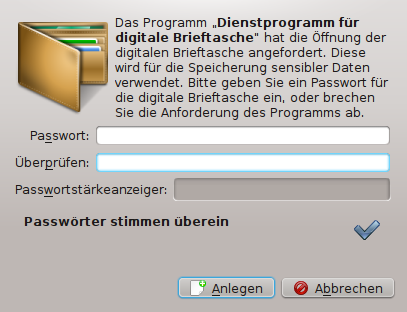 Das Programm „Dienstprogramm für
digitale Brieftasche" hat die Öffnung der
digitalen Brieftasche angefordert. Diese
wird für die Speicherung sensibler Daten
verwendet. Bitte geben Sie ein Passwort für
die digitale Brieftasche ein, oder brechen
Sie die Anforderung des Programms ab.
Passwort:
Überprüfen:
Passwortstärkeanzeiger:
Passwörter stimmen überein
Anlegen Abbrechen